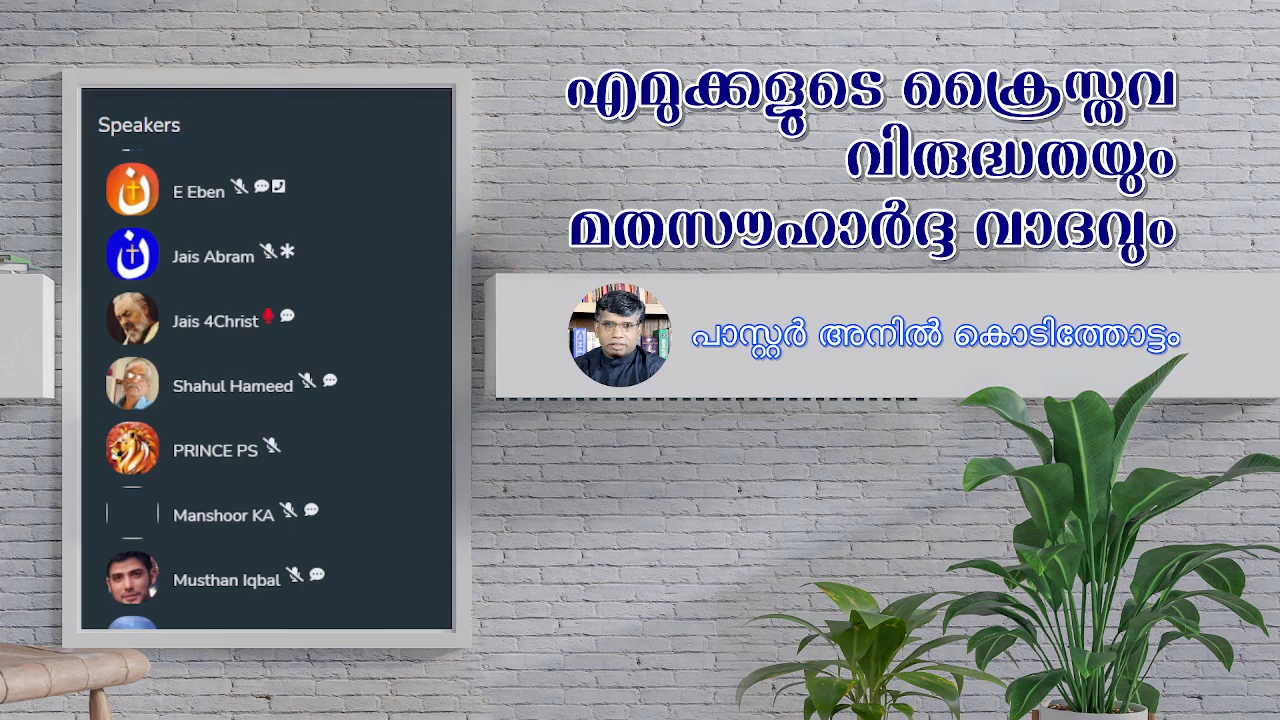 Speakers
E Eben
Jais Abram
Jais 4Christ
Shahul Hameed
PRINCE PS
Manshoor KA
Musthan Iqbal
എമുക്കളുടെ ക്രൈസ്തവ
വിരുദ്ധതയും
മതസൗഹാർദ്ദ വാദവും
പാസ്റ്റർ അനിൽ കൊടിത്തോട്ടം